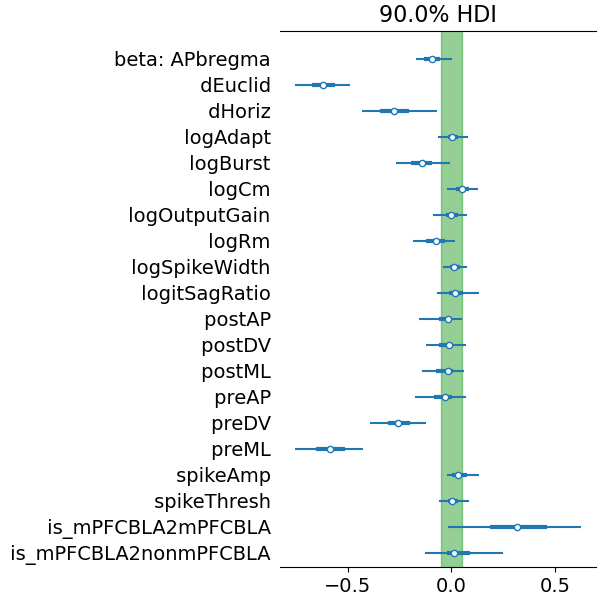 90.0% HDI
beta: APbregma
dEuclid
dHoriz
logAdapt
logBurst
logCm
logOutputGain
logRm
logSpikeWidth
logitSagRatio
postAP
postDV
postML
preAP
preDV
preML
spikeAmp
spikeThresh
is_mPFCBLA2mPFCBLA
is_mPFCBLA2nonmPFCBLA
−0.5 0.0 0.5